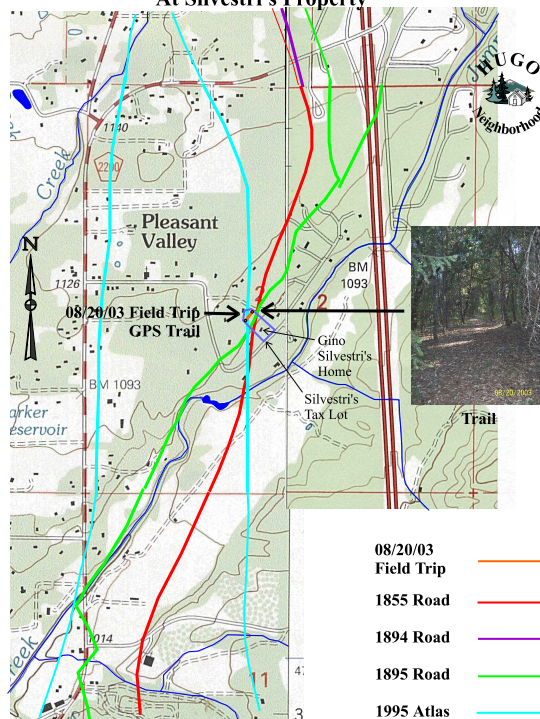 At Silvestri's Property
HUGO
Neighborhood
1140
Creek
2200
Pleasant
Valley
N
1126
BM
1093
2
2
08/20/03 Field Trip
GPS Trail
Gino
Silvestri's
Home
BM 1093
Silvestri's
Tax Lot
08/20/2003
Trail
arker
eservoir
08/20/03
Field Trip
1855 Road
1894 Road
1014
1895 Road
reek
11
1995 Atlas